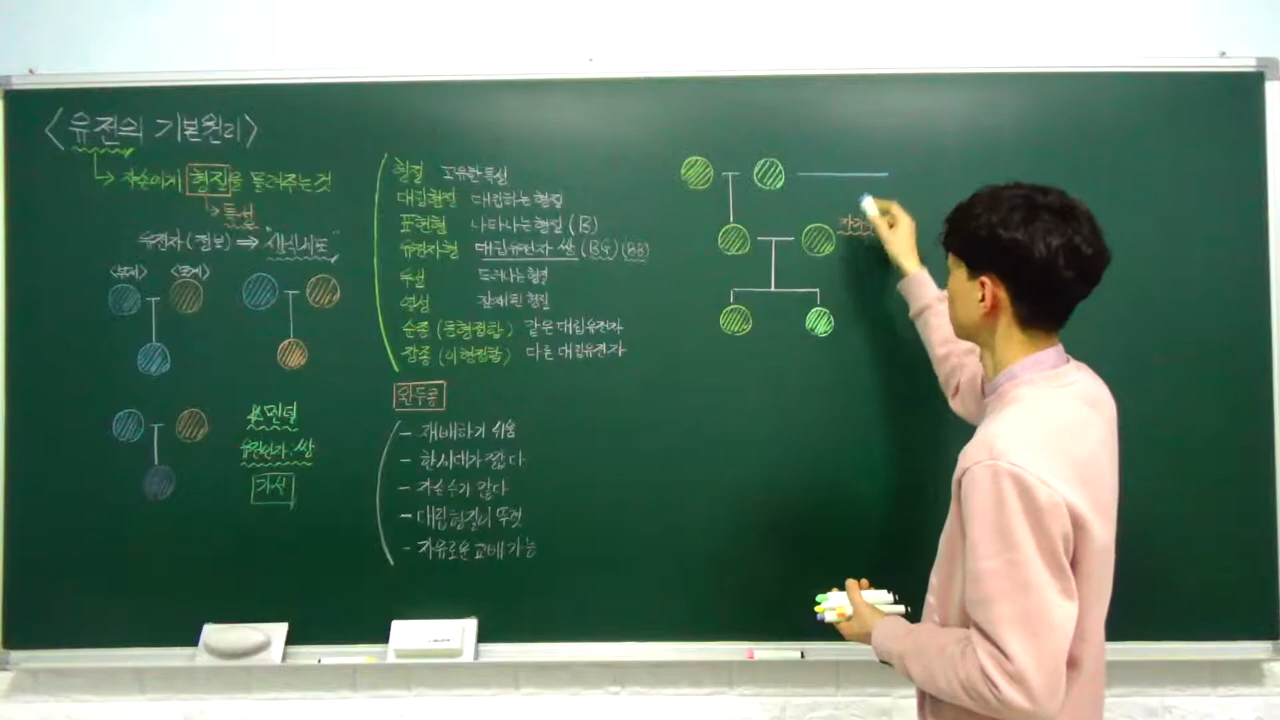 <유전의 기본원리>
→ 자손에게 형질을 물려주는 것
→ 특성
유전자(정보) ⇒ "생식세포"
<부계> <모계>
#멘델
유전인자 : 쌍
가설
형질 고유한 특성
대립형질 대립하는 형질
표현형 나타나는 형질 (B)
유전자형 대립유전자 쌍 (BG) (BB)
우성 드러나는 형질
열성 잠재된 형질
순종 (동형접합) 같은 대립유전자
잡종 (이형접합) 다른 대립유전자
완두콩
- 재배하기 쉬움
- 한 세대가 짧다
- 자손 수가 많다
- 대립형질이 뚜렷
- 자유로운 교배 가능